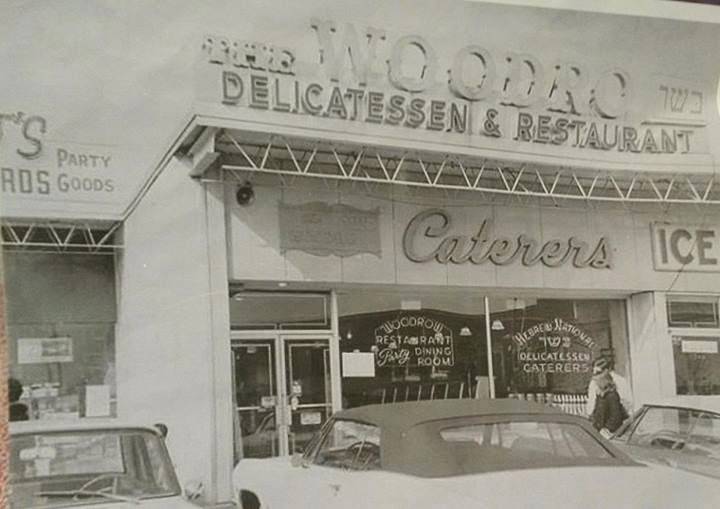 THE WOODRO
DELICATESSEN & RESTAURANT
כשר
'S
PARTY
RDS GOODS
Caterers
ICE
WOODROW
RESTAURANT
Party DINING
ROOM
HEBREW NATIONAL
כשר
DELICATESSEN
CATERERS